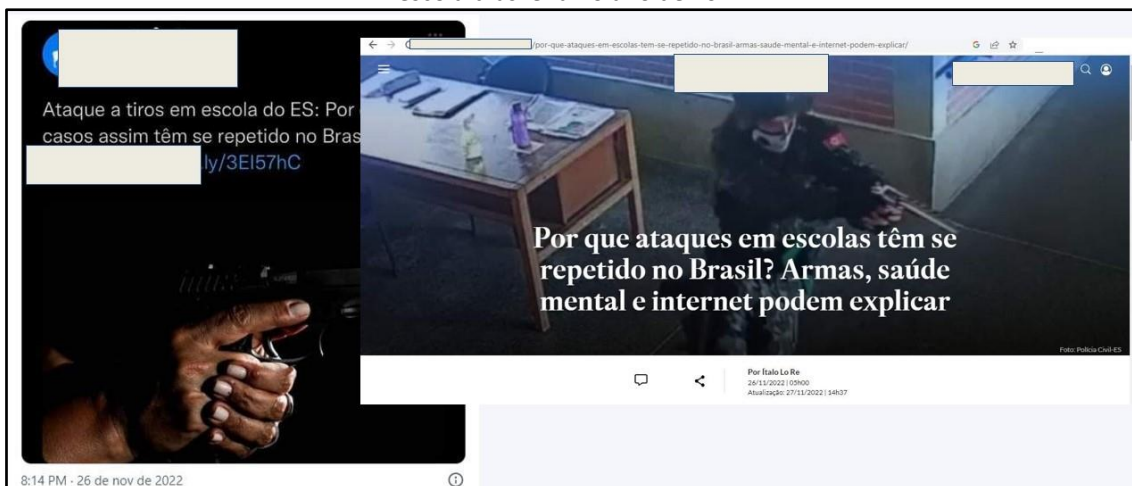 Ataque a tiros em escola do ES: Por
casos assim têm se repetido no Bras
.ly/3EI57hC
8:14 PM · 26 de nov de 2022
/por-que-ataques-em-escolas-tem-se-repetido-no-brasil-armas-saude-mental-e-internet-podem-explicar/
Por que ataques em escolas têm se
repetido no Brasil? Armas, saúde
mental e internet podem explicar
Foto: Polícia Civil-ES
Por Ítalo Lo Re
26/11/2022 | 05h00
Atualização: 27/11/2022 | 14h37